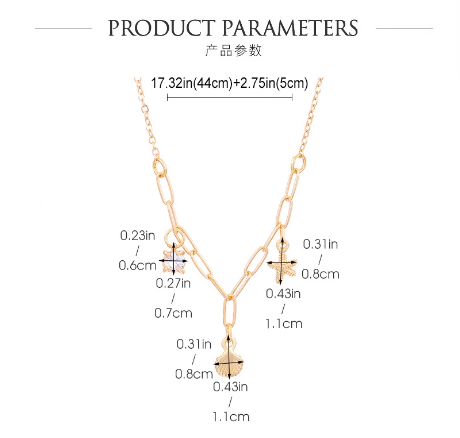 PRODUCT PARAMETERS
产品参数
17.32in(44cm)+2.75in(5cm)
0.23in
/
0.6cm
0.27in
/
0.7cm
0.31in
/
0.8cm
0.43in
/
1.1cm
0.31in
/
0.8cm
0.43in
/
1.1cm